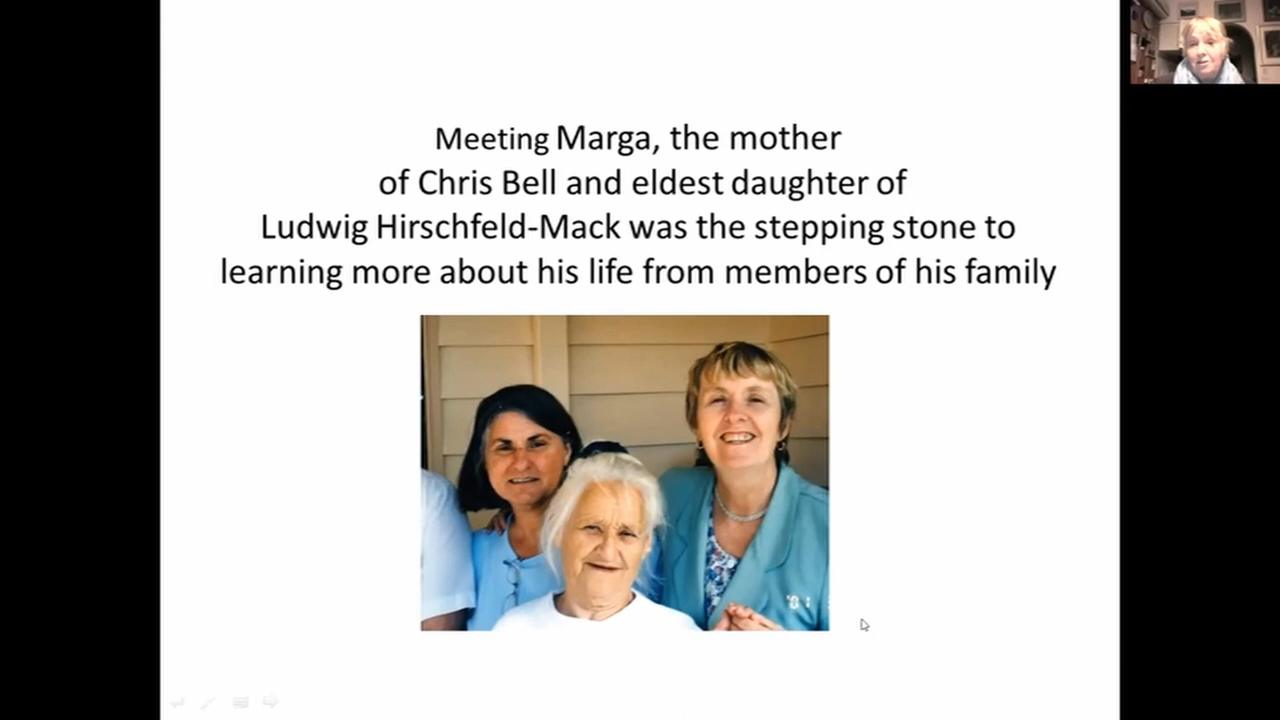 Meeting Marga, the mother
of Chris Bell and eldest daughter of
Ludwig Hirschfeld-Mack was the stepping stone to
learning more about his life from members of his family
'01